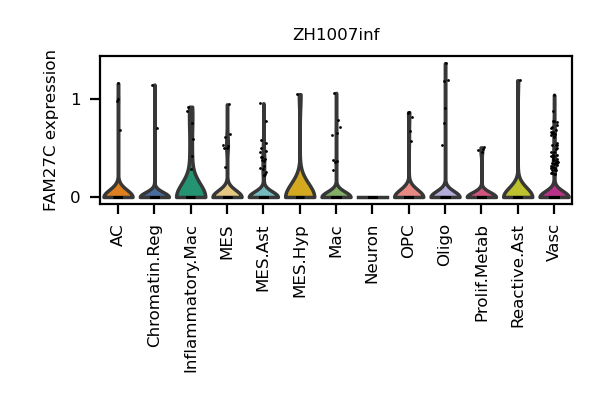 ZH1007inf
FAM27C expression
1
0
AC
Chromatin.Reg
Inflammatory.Mac
MES
MES.Ast
MES.Hyp
Mac
Neuron
OPC
Oligo
Prolif.Metab
Reactive.Ast
Vasc